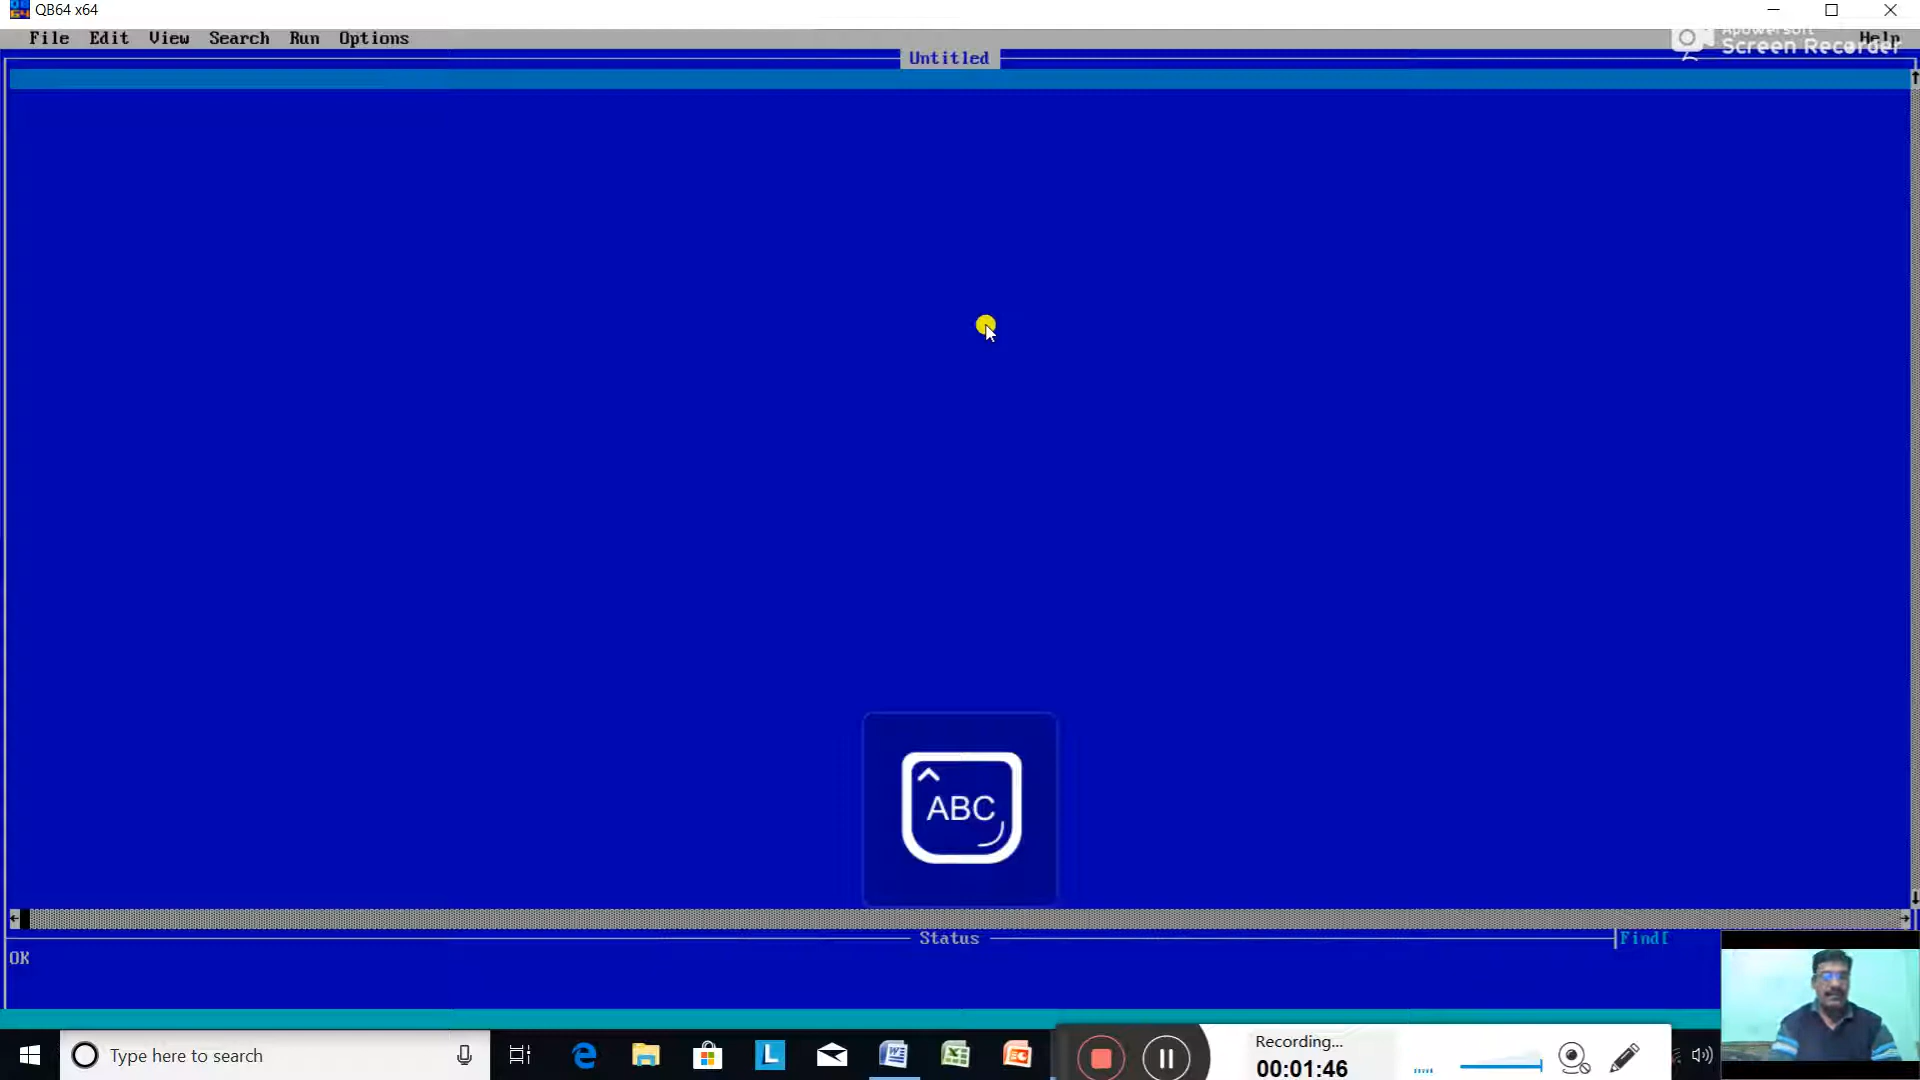 QB64 x64
File Edit View Search Run Options Help
Apowersoft
Screen Recorder
Untitled
ABC
Status
Find[
OK
Type here to search
L
Recording...
00:01:46